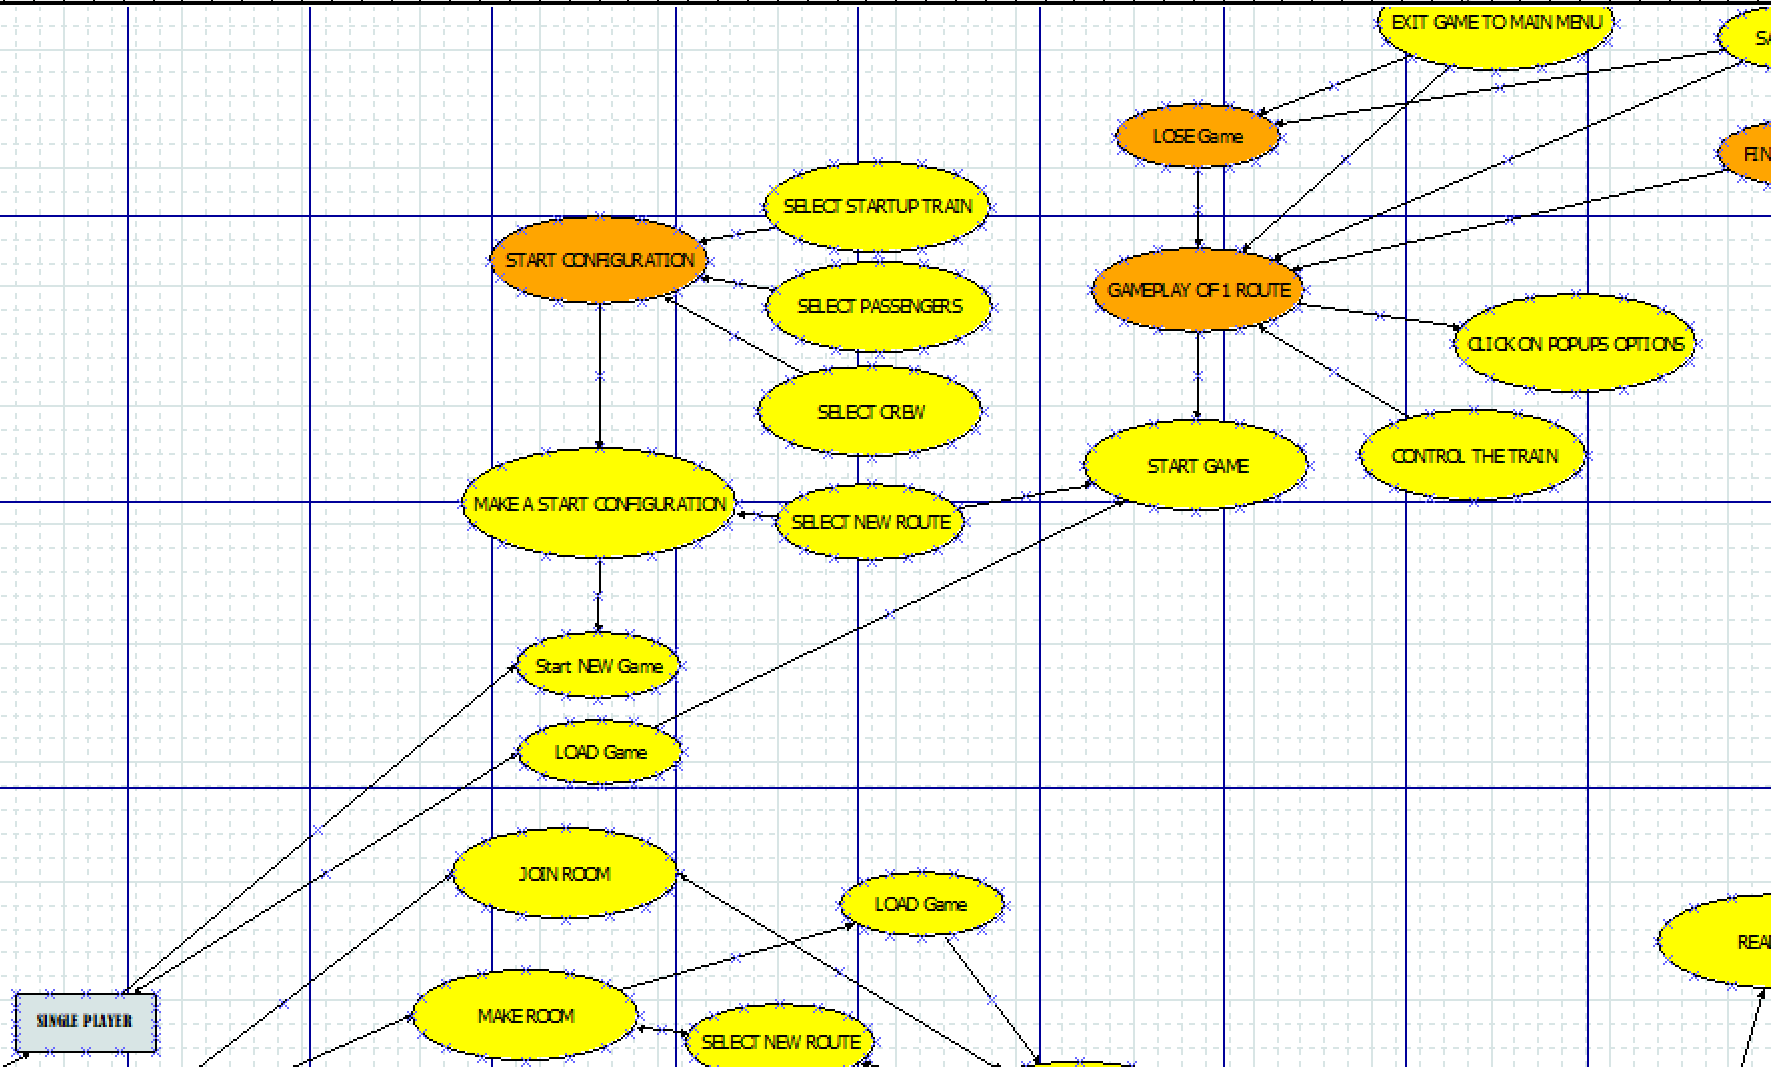 EXIT GAME TO MAIN MENU
LOSE Game
SELECT STARTUP TRAIN
START CONFIGURATION
GAMEPLAY OF 1 ROUTE
SELECT PASSENGERS
CLICK ON POPUPS OPTIONS
SELECT CREW
CONTROL THE TRAIN
START GAME
MAKE A START CONFIGURATION
SELECT NEW ROUTE
Start NEW Game
LOAD Game
JOIN ROOM
LOAD Game
MAKE ROOM
SINGLE PLAYER
SELECT NEW ROUTE